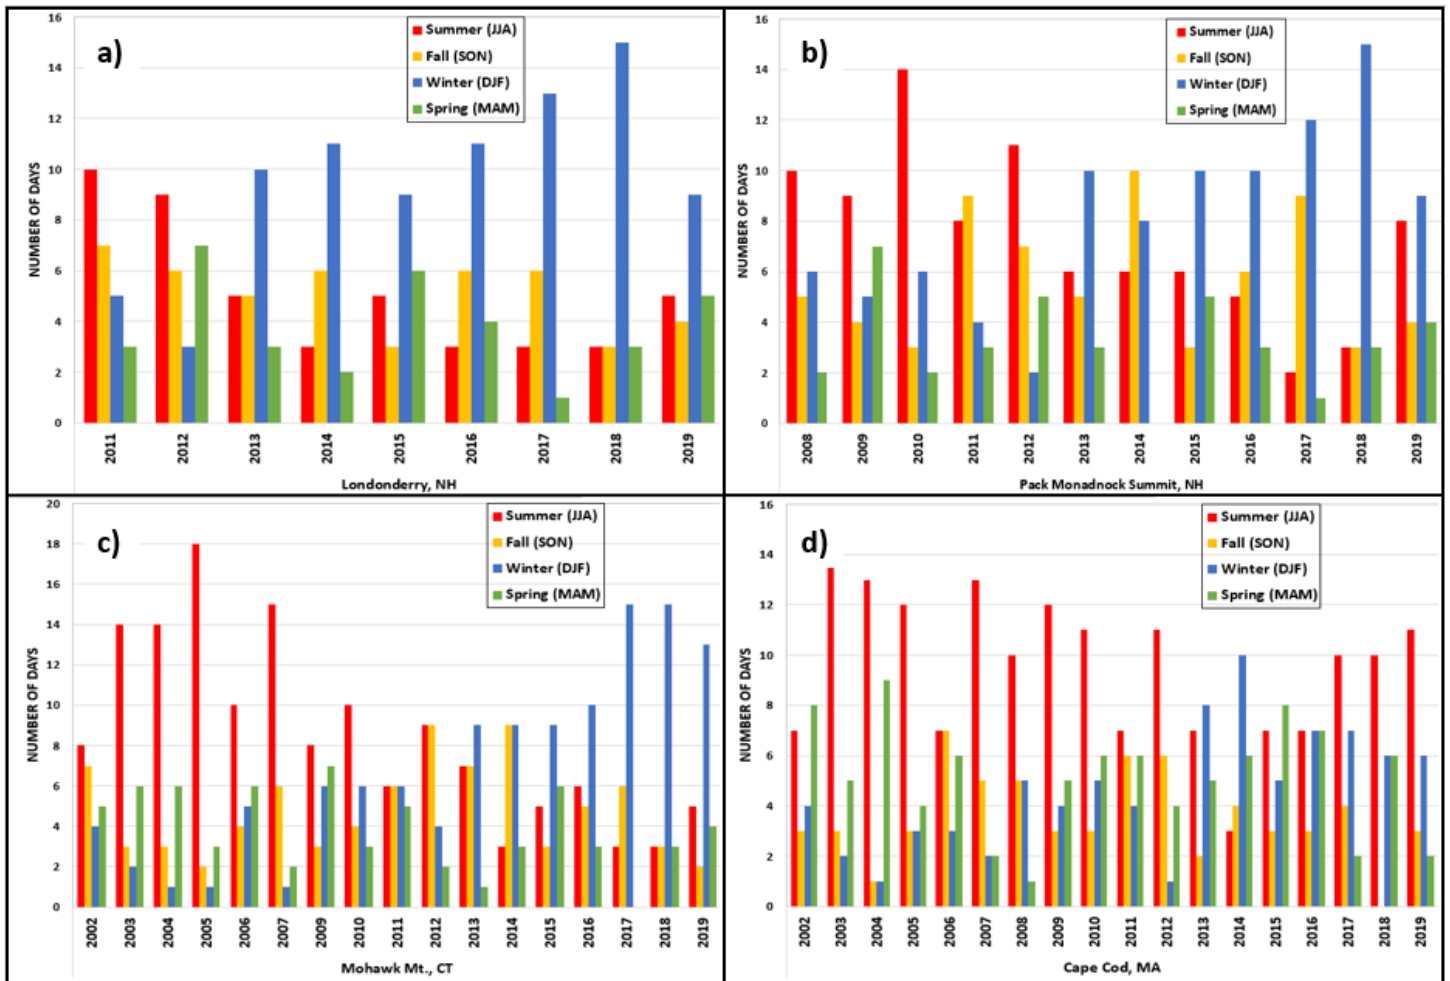 a)
Summer (JJA)
Fall (SON)
Winter (DJF)
Spring (MAM)
NUMBER OF DAYS
16
14
12
10
8
6
4
2
0
2011 2012 2013 2014 2015 2016 2017 2018 2019
Londonderry, NH
b)
Summer (JJA)
Fall (SON)
Winter (DJF)
Spring (MAM)
NUMBER OF DAYS
16
14
12
10
8
6
4
2
0
2008 2009 2010 2011 2012 2013 2014 2015 2016 2017 2018 2019
Pack Monadnock Summit, NH
c)
Summer (JJA)
Fall (SON)
Winter (DJF)
Spring (MAM)
NUMBER OF DAYS
20
18
16
14
12
10
8
6
4
2
0
2002 2003 2004 2005 2006 2007 2009 2010 2011 2012 2013 2014 2015 2016 2017 2018 2019
Mohawk Mt., CT
d)
Summer (JJA)
Fall (SON)
Winter (DJF)
Spring (MAM)
NUMBER OF DAYS
16
14
12
10
8
6
4
2
0
2002 2003 2004 2005 2006 2007 2008 2009 2010 2011 2012 2013 2014 2015 2016 2017 2018 2019
Cape Cod, MA